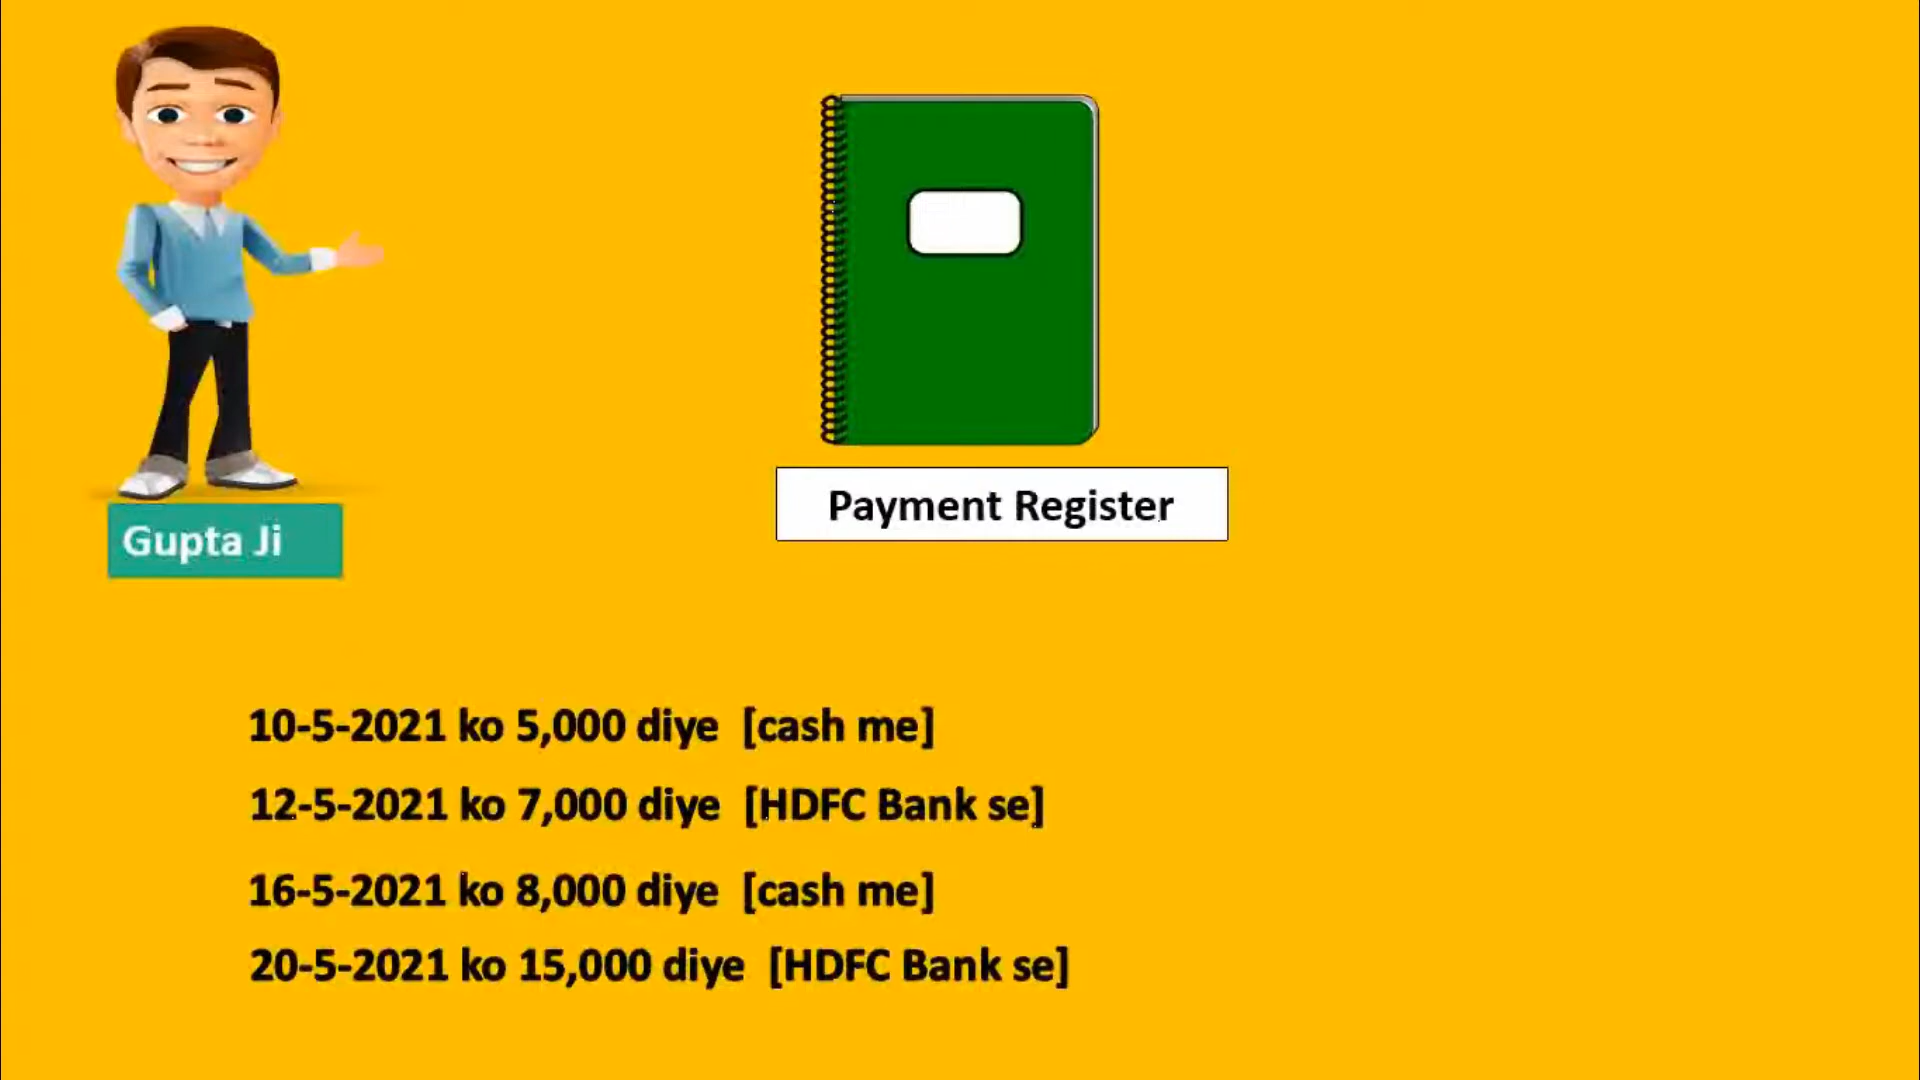 Gupta Ji
Payment Register
10-5-2021 ko 5,000 diye [cash me]
12-5-2021 ko 7,000 diye [HDFC Bank se]
16-5-2021 ko 8,000 diye [cash me]
20-5-2021 ko 15,000 diye [HDFC Bank se]